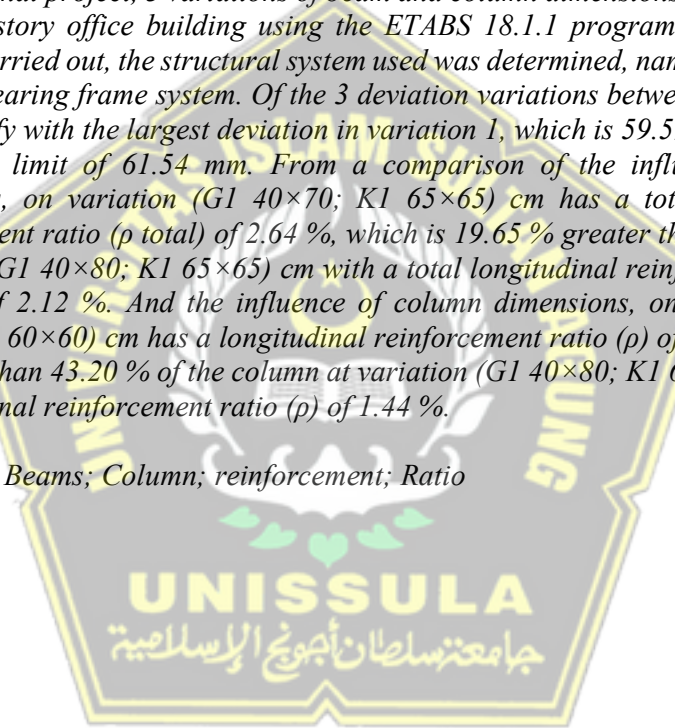 nal project, 3 variations of beam and column dimensions
story office building using the ETABS 18.1.1 program
rried out, the structural system used was determined, nam
earing frame system. Of the 3 deviation variations betwe
fy with the largest deviation in variation 1, which is 59.5
limit of 61.54 mm. From a comparison of the influ
, on variation (G1 40×70; K1 65×65) cm has a tot
ent ratio (ρ total) of 2.64 %, which is 19.65 % greater th
G1 40×80; K1 65×65) cm with a total longitudinal reinf
f 2.12 %. And the influence of column dimensions, on
60×60) cm has a longitudinal reinforcement ratio (ρ) of
han 43.20 % of the column at variation (G1 40×80; K1 6
nal reinforcement ratio (ρ) of 1.44 %.
Beams; Column; reinforcement; Ratio
UNIVERSITAS ISLAM SULTAN AGUNG
UNISSULA
جامعتنسلطان أجونج الإسلامية